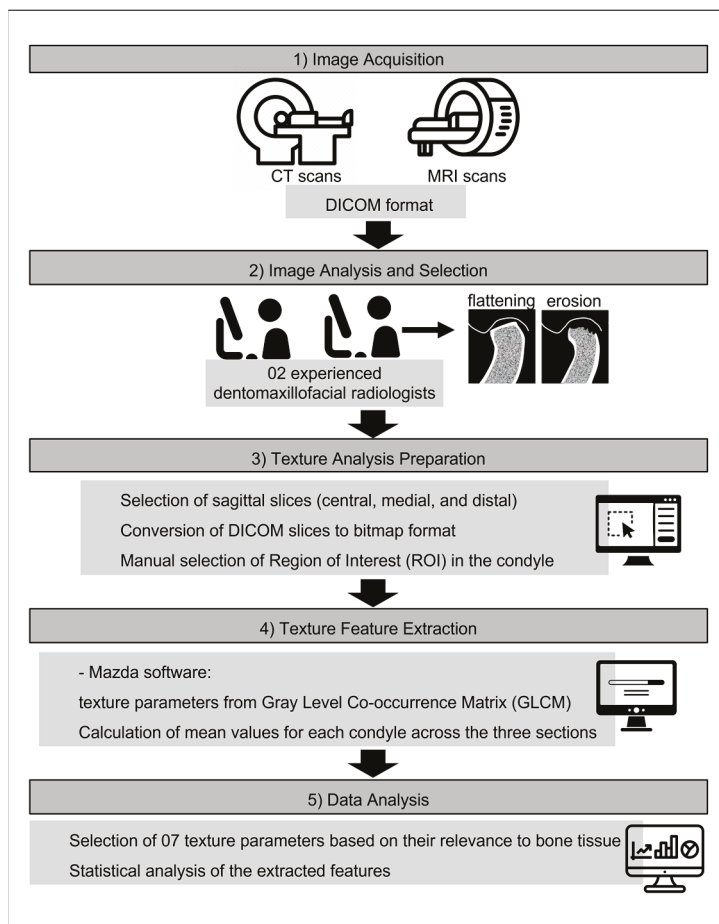 1) Image Acquisition
CT scans
MRI scans
DICOM format
2) Image Analysis and Selection
flattening erosion
02 experienced
dentomaxillofacial radiologists
3) Texture Analysis Preparation
Selection of sagittal slices (central, medial, and distal)
Conversion of DICOM slices to bitmap format
Manual selection of Region of Interest (ROI) in the condyle
4) Texture Feature Extraction
- Mazda software:
texture parameters from Gray Level Co-occurrence Matrix (GLCM)
Calculation of mean values for each condyle across the three sections
5) Data Analysis
Selection of 07 texture parameters based on their relevance to bone tissue
Statistical analysis of the extracted features